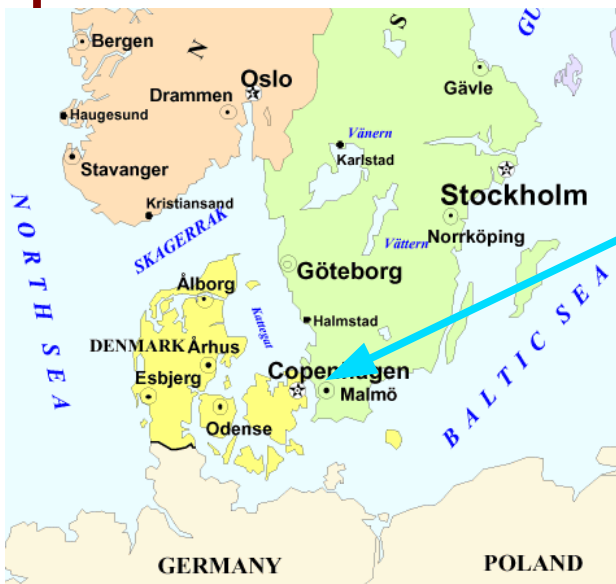 Bergen
N
S
GU
Oslo
Gävle
Drammen
Haugesund
Vänern
Karlstad
Stavanger
Stockholm
Kristiansand
Norrköping
SKAGERRAK
Vättern
NORTH SEA
Göteborg
Ålborg
Kattegat
Halmstad
DENMARK
Århus
BALTIC SEA
Copenhagen
Esbjerg
Malmö
Odense
GERMANY
POLAND